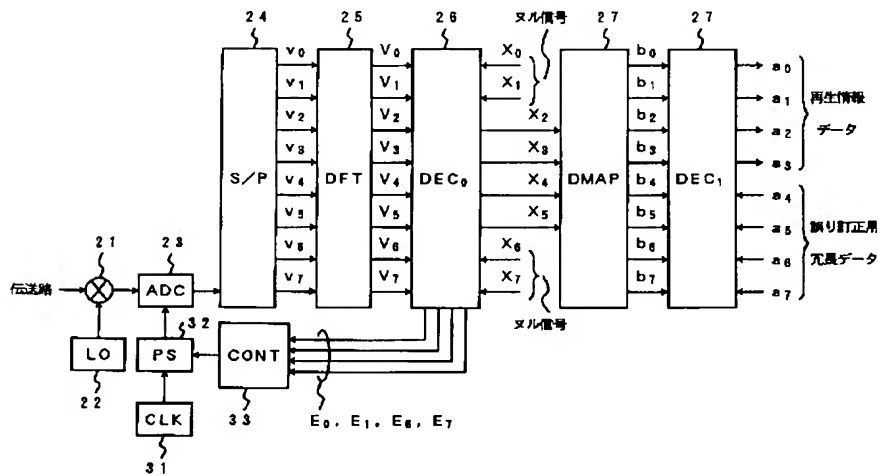 24 25 26 ヌル信号 27 27
v0 V0 X0 b0 a0
v1 V1 X1 b1 a1 再生情報
v2 V2 X2 b2 a2 データ
v3 V3 X3 b3 a3
S/P DFT DEC0 DMAP DEC1
v4 V4 X4 b4 a4
v5 V5 X5 b5 a5 誤り訂正用
21 23 v6 V6 X6 b6 a6 冗長データ
伝送路 ADC v7 V7 X7 b7 a7
32 ヌル信号
LO PS CONT
22 33 E0, E1, E6, E7
CLK
31